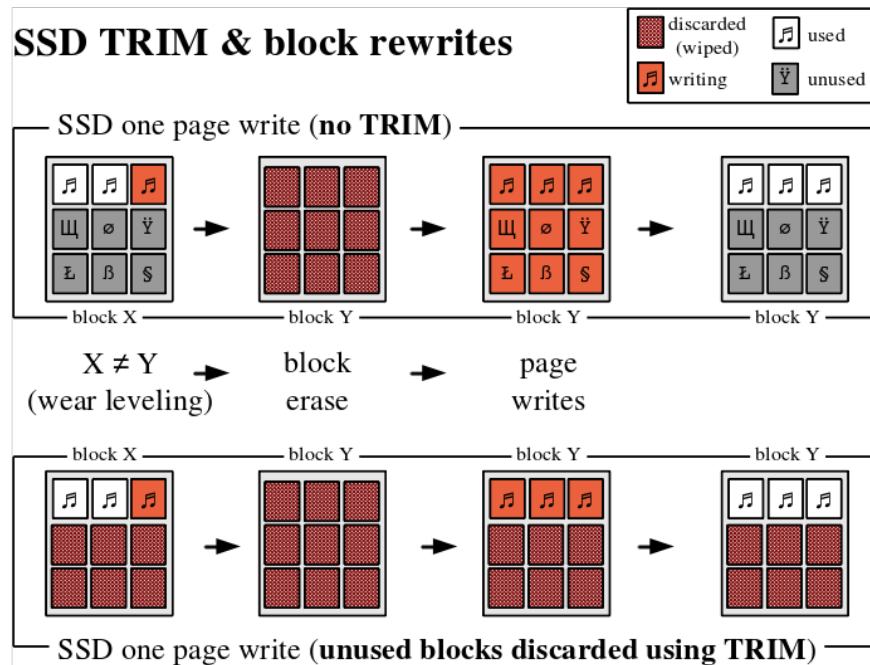 SSD TRIM & block rewrites
discarded
(wiped)
♬ used
♬ writing
Ÿ unused
SSD one page write (no TRIM)
♬ ♬ ♬
Щ ø Ÿ
Ł ß §
♬ ♬ ♬
Щ ø Ÿ
Ł ß §
♬ ♬ ♬
Щ ø Ÿ
Ł ß §
block X
block Y
block Y
block Y
X ≠ Y
(wear leveling)
block
erase
page
writes
block X
block Y
block Y
block Y
♬ ♬ ♬
♬ ♬ ♬
♬ ♬ ♬
SSD one page write (unused blocks discarded using TRIM)